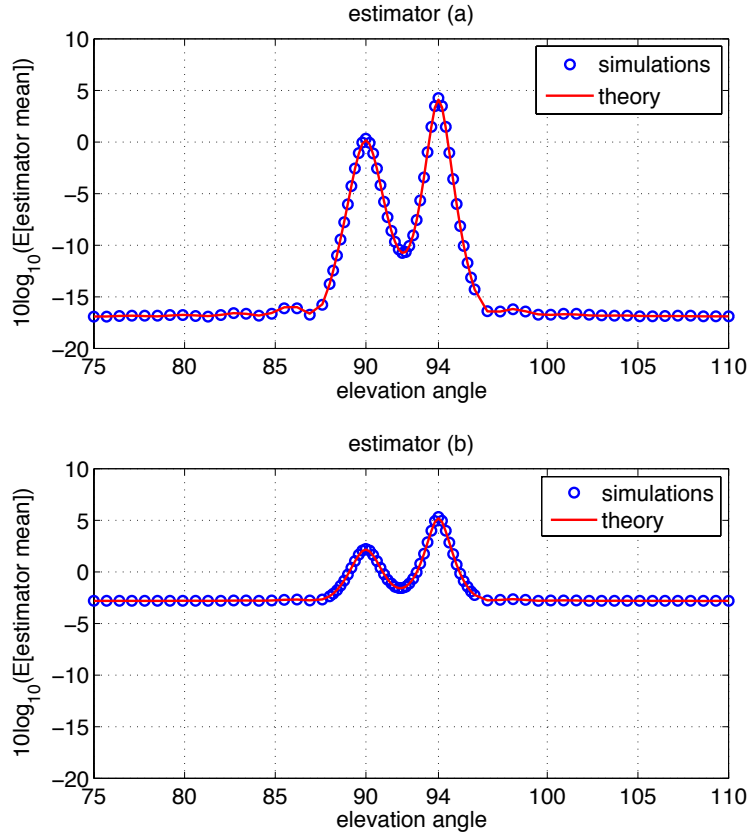 estimator (a)
10log10(E[estimator mean])
10
5
0
−5
−10
−15
−20
simulations
theory
75 80 85 90 94 100 105 110
elevation angle
estimator (b)
10log10(E[estimator mean])
10
5
0
−5
−10
−15
−20
simulations
theory
75 80 85 90 94 100 105 110
elevation angle